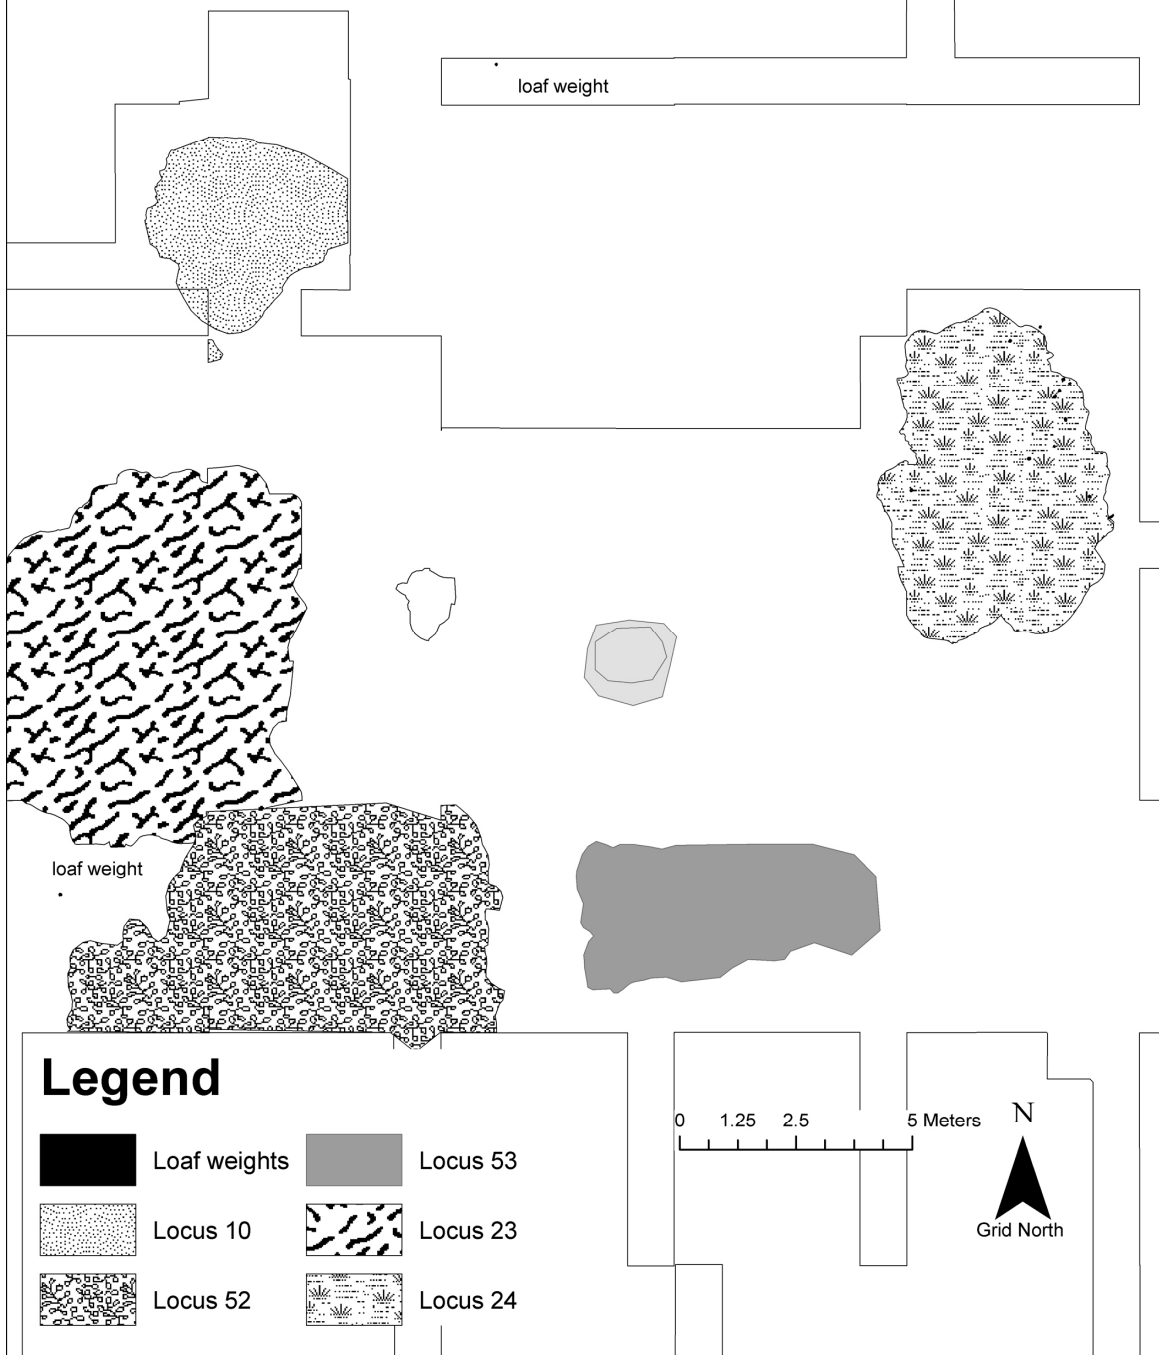 loaf weight
loaf weight
Legend
0 1.25 2.5 5 Meters
N
Grid North
Loaf weights
Locus 53
Locus 10
Locus 23
Locus 52
Locus 24